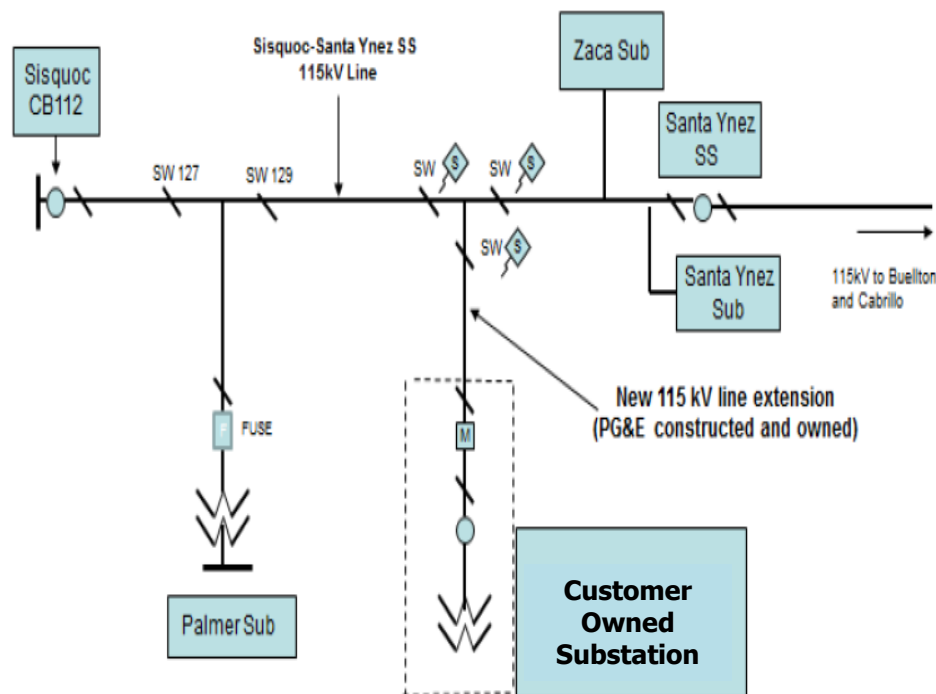 Sisquoc-Santa Ynez SS
115kV Line
Zaca Sub
Sisquoc
CB112
Santa Ynez
SS
SW 127
SW 129
SW
S
SW
S
SW
S
115kV to Buellton
and Cabrillo
Santa Ynez
Sub
New 115 kV line extension
(PG&E constructed and owned)
F
FUSE
M
Customer
Owned
Substation
Palmer Sub